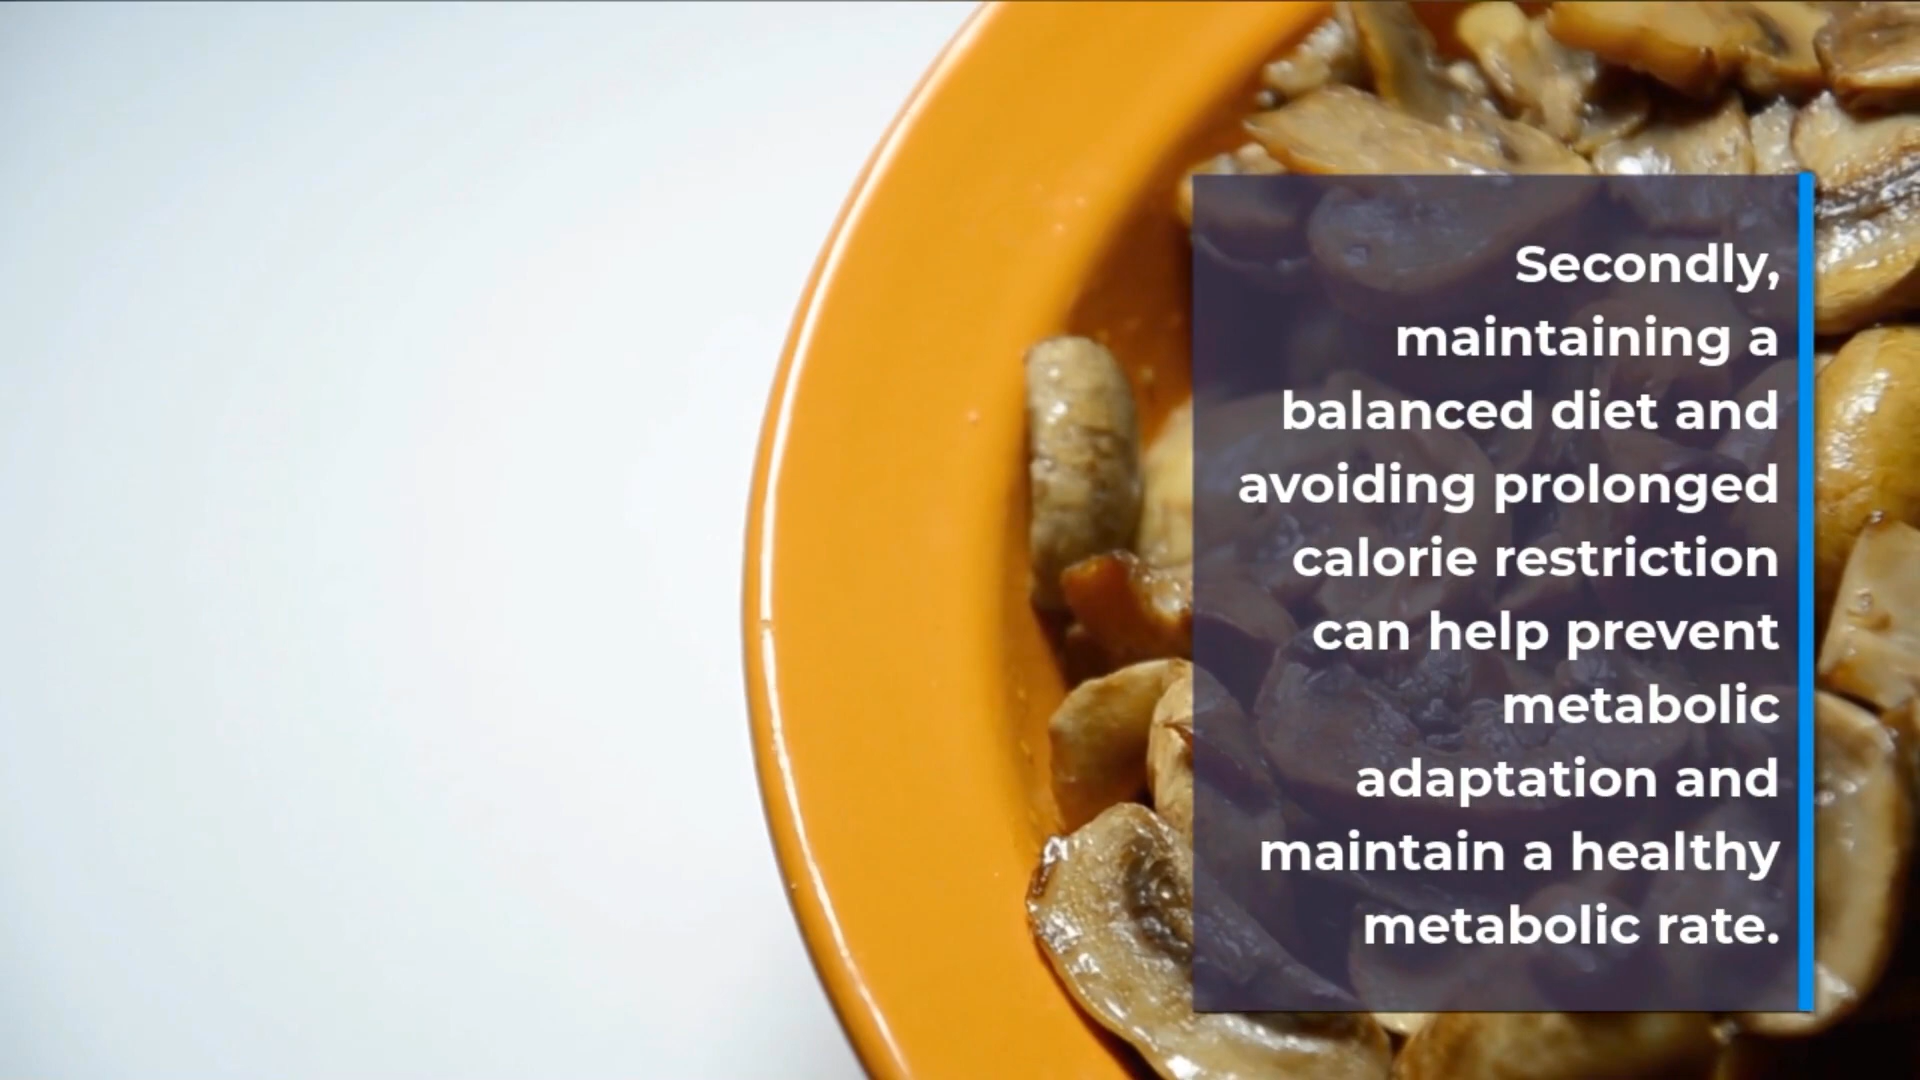 Secondly,
maintaining a
balanced diet and
avoiding prolonged
calorie restriction
can help prevent
metabolic
adaptation and
maintain a healthy
metabolic rate.